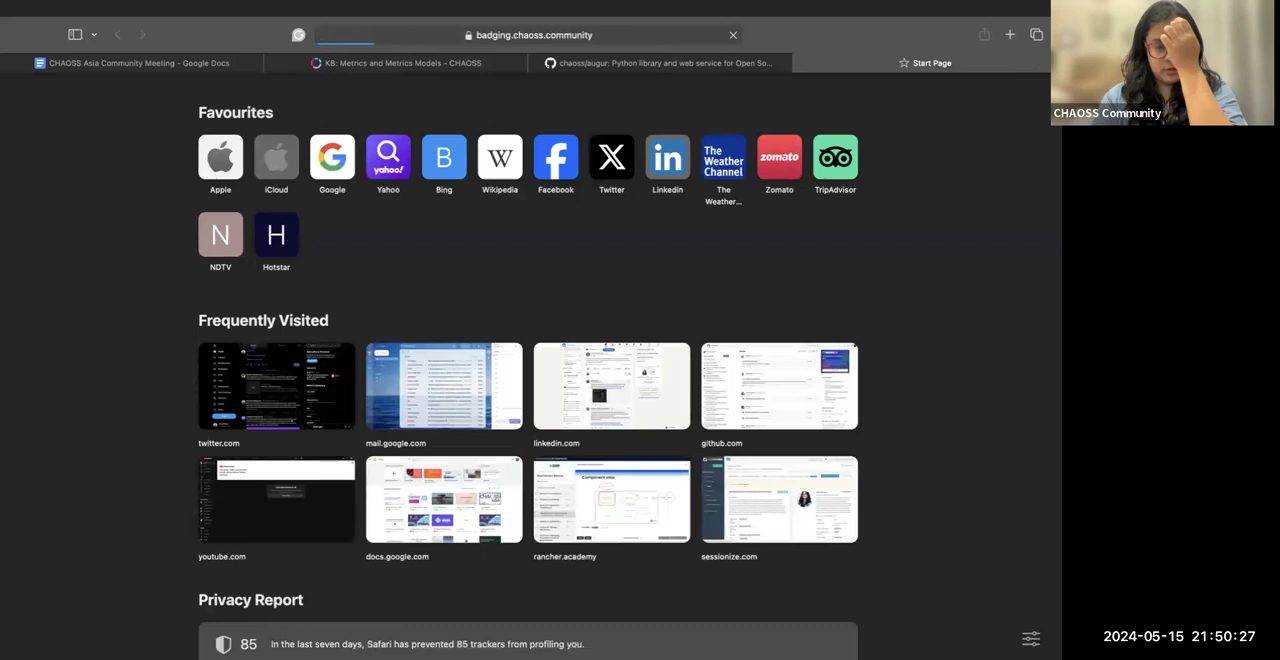 badging.chaoss.community
CHAOSS Asia Community Meeting - Google Docs
KB: Metrics and Metrics Models - CHAOSS
chaoss/augur: Python library and web service for Open So...
Start Page
CHAOSS Community
Favourites
G
yahoo!
B
W
f
X
in
The Weather Channel
zomato
Apple
iCloud
Google
Yahoo
Bing
Wikipedia
Facebook
Twitter
Linkedin
The Weather...
Zomato
TripAdvisor
N
H
NDTV
Hotstar
Frequently Visited
twitter.com
mail.google.com
linkedin.com
github.com
Component view
youtube.com
docs.google.com
rancher.academy
sessionize.com
Privacy Report
85
In the last seven days, Safari has prevented 85 trackers from profiling you.
2024-05-15 21:50:27